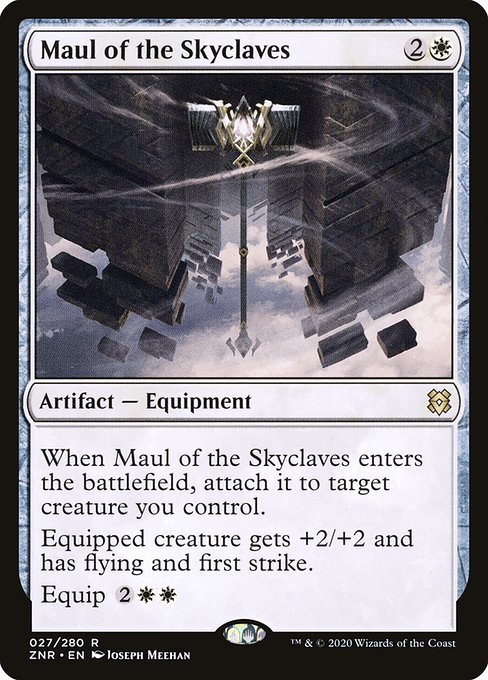 Maul of the Skyclaves 2
Artifact — Equipment
When Maul of the Skyclaves enters
the battlefield, attach it to target
creature you control.
Equipped creature gets +2/+2 and
has flying and first strike.
Equip 2
027/280 R
ZNR • EN Joseph Meehan
™ & © 2020 Wizards of the Coast